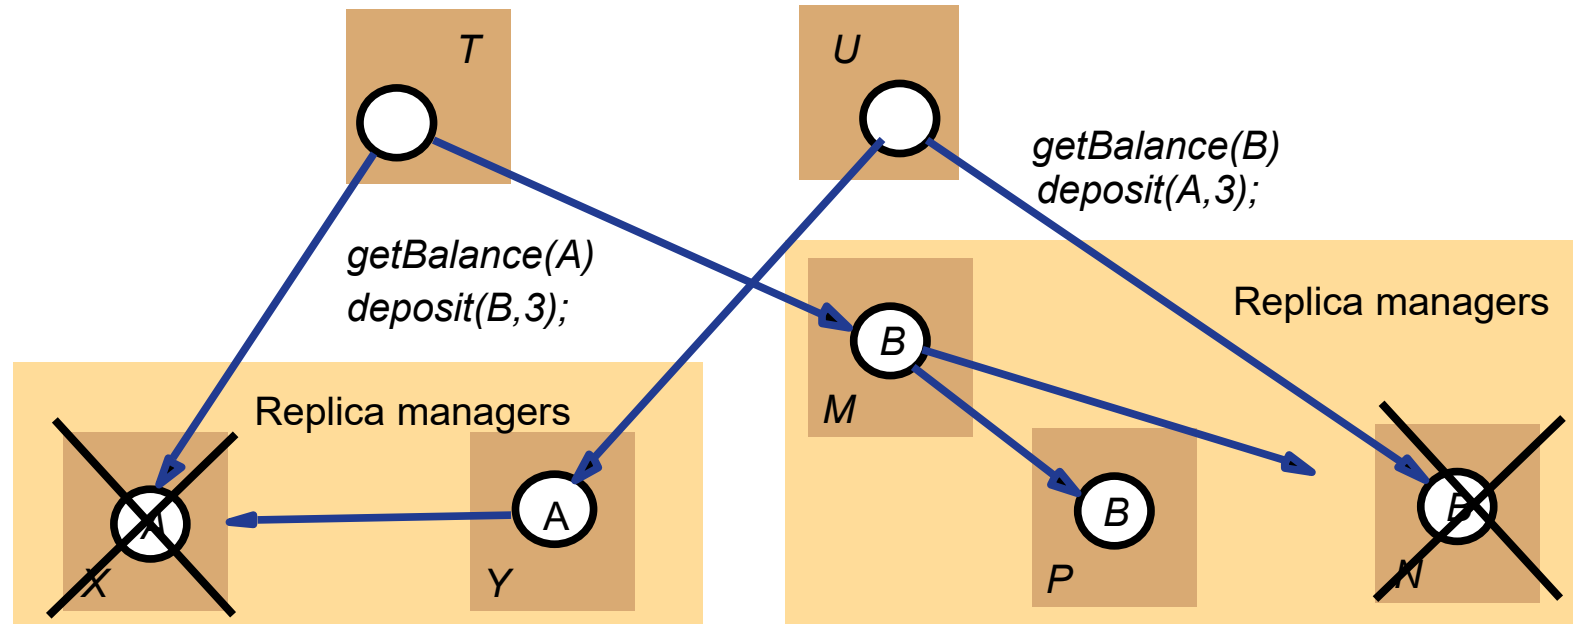 T
U
getBalance(B)
deposit(A,3);
getBalance(A)
deposit(B,3);
Replica managers
B
M
Replica managers
A
X
A
Y
B
P
B
N